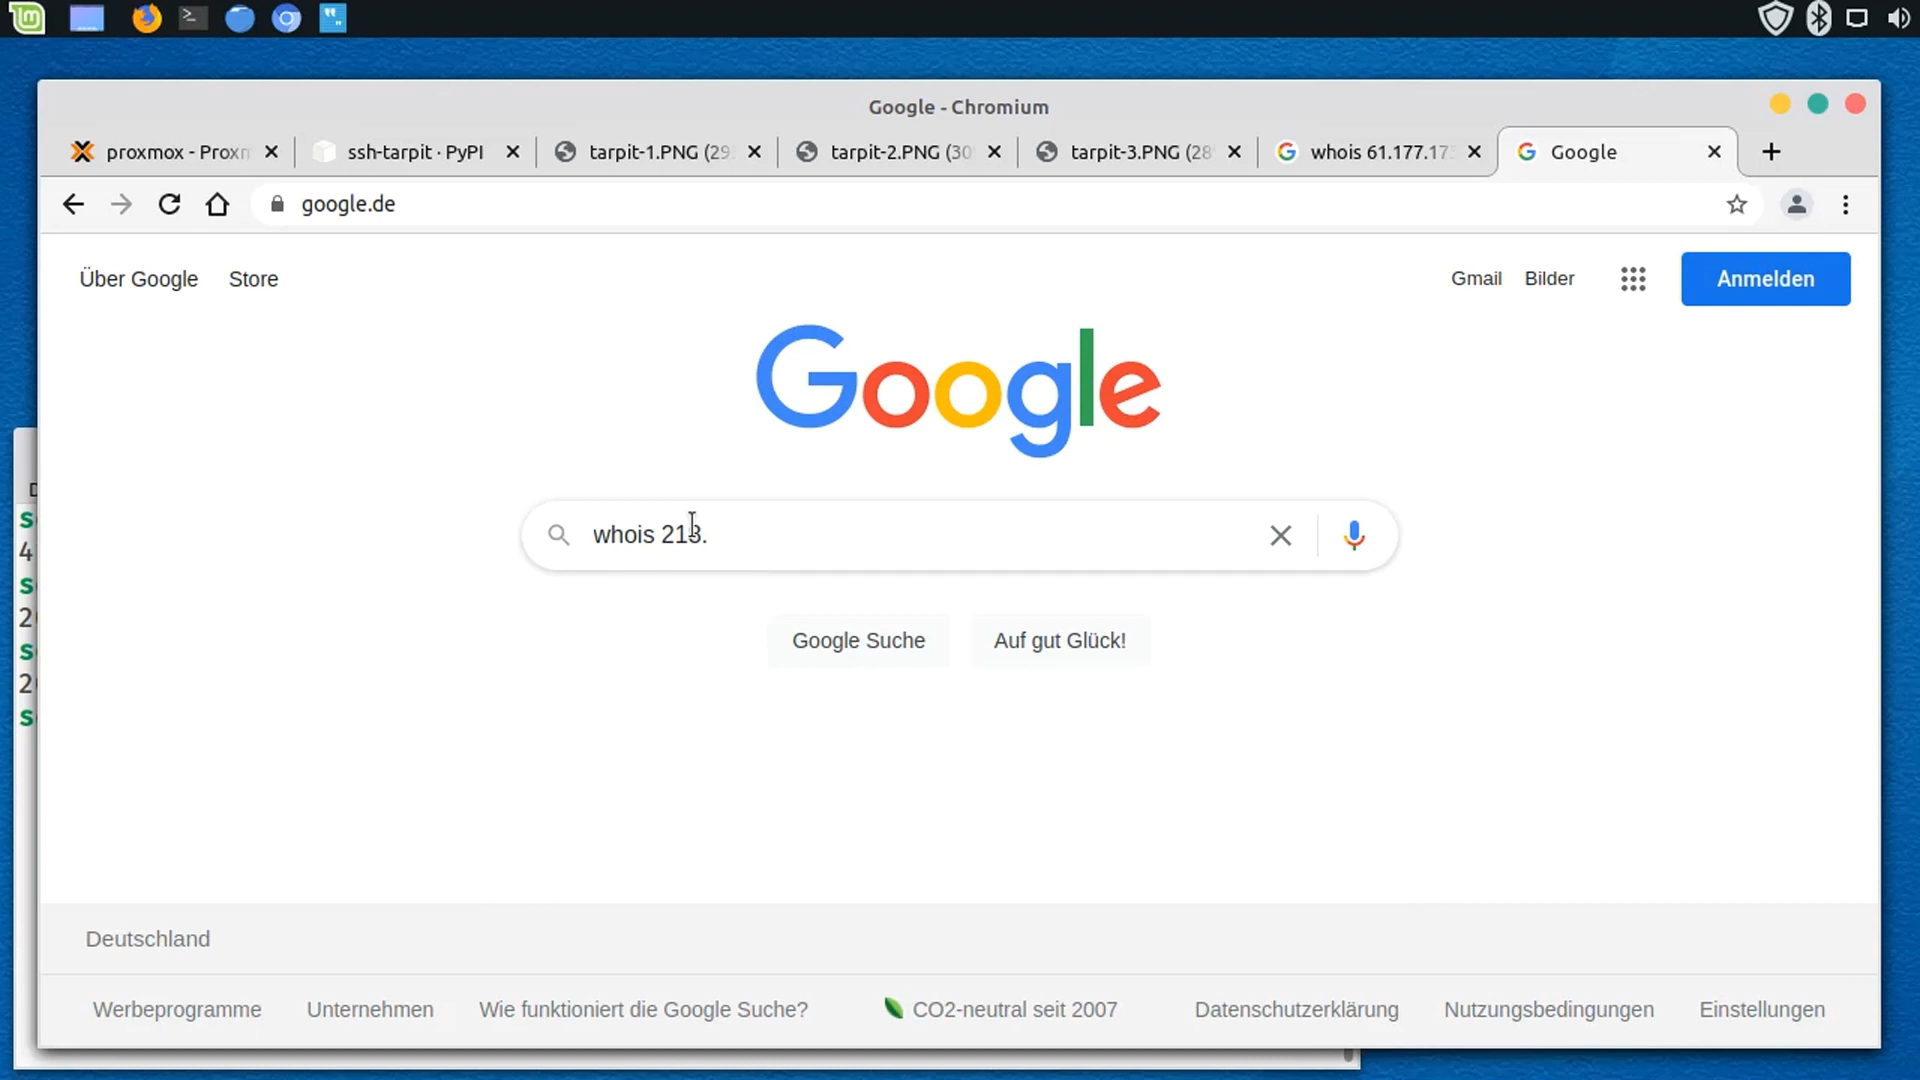 Google - Chromium
proxmox - Proxm
ssh-tarpit · PyPI
tarpit-1.PNG (29
tarpit-2.PNG (30
tarpit-3.PNG (28
whois 61.177.17
Google
google.de
Über Google Store
Gmail Bilder Anmelden
Google
whois 213.
Google Suche Auf gut Glück!
Deutschland
Werbeprogramme Unternehmen Wie funktioniert die Google Suche? CO2-neutral seit 2007 Datenschutzerklärung Nutzungsbedingungen Einstellungen